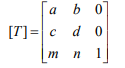 [T] = [a b 0
c d 0
m n 1]